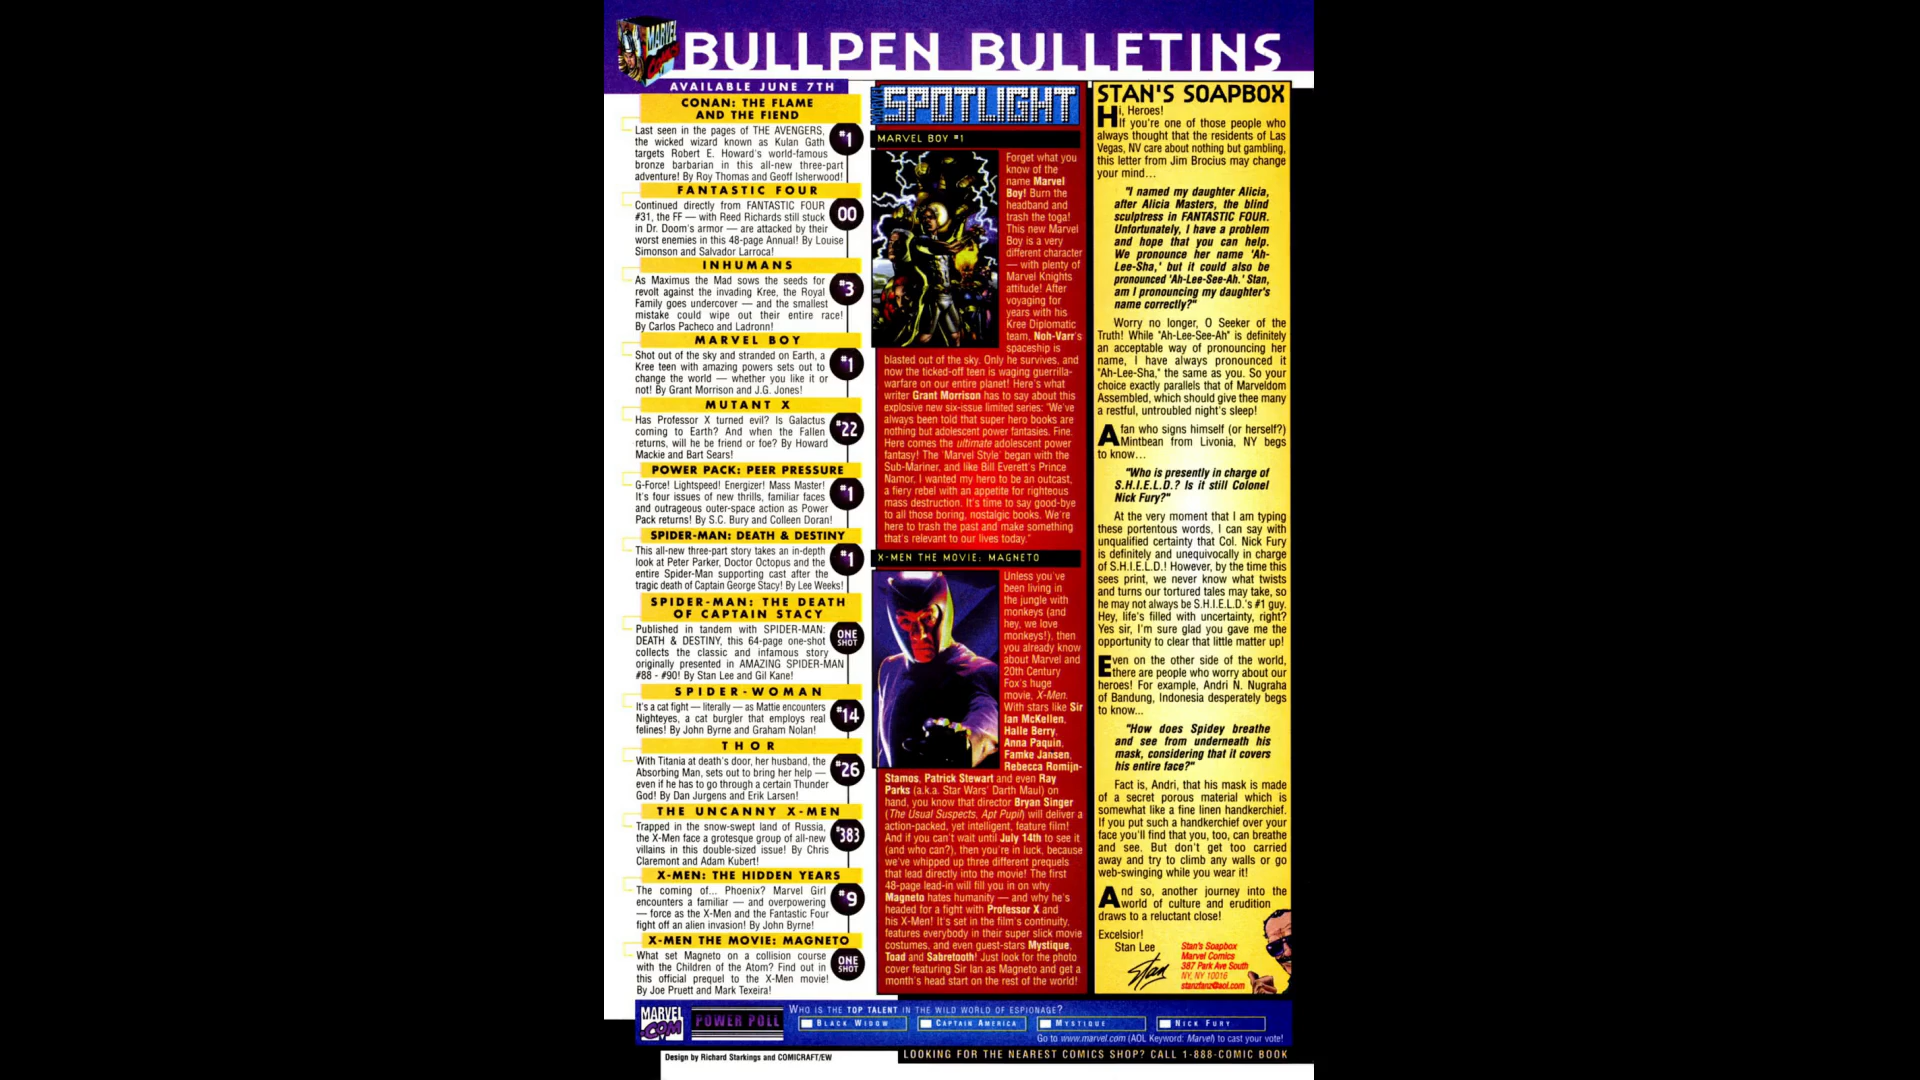 MARVEL
COMICS
BULLPEN BULLETINS
AVAILABLE JUNE 7TH
CONAN: THE FLAME
AND THE FIEND
Last seen in the pages of THE AVENGERS,
the wicked wizard known as Kulan Gath
targets Robert E. Howard's world-famous
bronze barbarian in this all-new three-part
adventure! By Roy Thomas and Geoff Isherwood!
#1
FANTASTIC FOUR
Continued directly from FANTASTIC FOUR
#31, the FF — with Reed Richards still stuck
in Dr. Doom's armor — are attacked by their
worst enemies in this 48-page Annual! By Louise
Simonson and Salvador Larroca!
00
INHUMANS
As Maximus the Mad sows the seeds for
revolt against the invading Kree, the Royal
Family goes undercover — and the smallest
mistake could wipe out their entire race!
By Carlos Pacheco and Ladronn!
#3
MARVEL BOY
Shot out of the sky and stranded on Earth, a
Kree teen with amazing powers sets out to
change the world — whether you like it or
not! By Grant Morrison and J.G. Jones!
#1
MUTANT X
Has Professor X turned evil? Is Galactus
coming to Earth? And when the Fallen
returns, will he be friend or foe? By Howard
Mackie and Bart Sears!
#22
POWER PACK: PEER PRESSURE
G-Force! Lightspeed! Energizer! Mass Master!
It's four issues of new thrills, familiar faces
and outrageous outer-space action as Power
Pack returns! By S.C. Bury and Colleen Doran!
#1
SPIDER-MAN: DEATH & DESTINY
This all-new three-part story takes an in-depth
look at Peter Parker, Doctor Octopus and the
entire Spider-Man supporting cast after the
tragic death of Captain George Stacy! By Lee Weeks!
#1
SPIDER-MAN: THE DEATH
OF CAPTAIN STACY
Published in tandem with SPIDER-MAN:
DEATH & DESTINY, this 64-page one-shot
collects the classic and infamous story
originally presented in AMAZING SPIDER-MAN
#88 - #90! By Stan Lee and Gil Kane!
ONE
SHOT
SPIDER-WOMAN
It's a cat fight — literally — as Mattie encounters
Nighteyes, a cat burglar that employs real
felines! By John Byrne and Graham Nolan!
#14
THOR
With Titania at death's door, her husband, the
Absorbing Man, sets out to bring her help —
even if he has to go through a certain Thunder
God! By Dan Jurgens and Erik Larsen!
#26
THE UNCANNY X-MEN
Trapped in the snow-swept land of Russia,
the X-Men face a grotesque group of all-new
villains in this double-sized issue! By Chris
Claremont and Adam Kubert!
#383
X-MEN: THE HIDDEN YEARS
The coming of... Phoenix? Marvel Girl
encounters a familiar — and overpowering
— force as the X-Men and the Fantastic Four
fight off an alien invasion! By John Byrne!
#9
X-MEN THE MOVIE: MAGNETO
What set Magneto on a collision course
with the Children of the Atom? Find out in
this official prequel to the X-Men movie!
By Joe Pruett and Mark Texeira!
ONE
SHOT
MARVEL
SPOTLIGHT
MARVEL BOY #1
Forget what you
know of the
name Marvel
Boy! Burn the
headband and
trash the toga!
This new Marvel
Boy is a very
different character
— with plenty of
Marvel Knights
attitude! After
voyaging for
years with his
Kree Diplomatic
team, Noh-Varr's
spaceship is
blasted out of the sky. Only he survives, and
now the ticked-off teen is waging guerrilla-
warfare on our entire planet! Here's what
writer Grant Morrison has to say about this
explosive new six-issue limited series: "We've
always been told that super hero books are
nothing but adolescent power fantasies. Fine.
Here comes the ultimate adolescent power
fantasy! The 'Marvel Style' began with the
Sub-Mariner, and like Bill Everett's Prince
Namor, I wanted my hero to be an outcast,
a fiery rebel with an appetite for righteous
mass destruction. It's time to say good-bye
to all those boring, nostalgic books. We're
here to trash the past and make something
that's relevant to our lives today."
X-MEN THE MOVIE: MAGNETO
Unless you've
been living in
the jungle with
monkeys (and
hey, we love
monkeys!), then
you already know
about Marvel and
20th Century
Fox's huge
movie, X-Men.
With stars like Sir
Ian McKellen,
Halle Berry,
Anna Paquin,
Famke Jansen,
Rebecca Romijn-
Stamos, Patrick Stewart and even Ray
Parks (a.k.a. Star Wars' Darth Maul) on
hand, you know that director Bryan Singer
(The Usual Suspects, Apt Pupil) will deliver a
action-packed, yet intelligent, feature film!
And if you can't wait until July 14th to see it
(and who can?), then you're in luck, because
we've whipped up three different prequels
that lead directly into the movie! The first
48-page lead-in will fill you in on why
Magneto hates humanity — and why he's
headed for a fight with Professor X and
his X-Men! It's set in the film's continuity,
features everybody in their super slick movie
costumes, and even guest-stars Mystique,
Toad and Sabretooth! Just look for the photo
cover featuring Sir Ian as Magneto and get a
month's head start on the rest of the world!
STAN'S SOAPBOX
Hi, Heroes!
If you're one of those people who
always thought that the residents of Las
Vegas, NV care about nothing but gambling,
this letter from Jim Brocius may change
your mind…
"I named my daughter Alicia,
after Alicia Masters, the blind
sculptress in FANTASTIC FOUR.
Unfortunately, I have a problem
and hope that you can help.
We pronounce her name 'Ah-
Lee-Sha,' but it could also be
pronounced 'Ah-Lee-See-Ah.' Stan,
am I pronouncing my daughter's
name correctly?"
Worry no longer, O Seeker of the
Truth! While "Ah-Lee-See-Ah" is definitely
an acceptable way of pronouncing her
name, I have always pronounced it
"Ah-Lee-Sha," the same as you. So your
choice exactly parallels that of Marveldom
Assembled, which should give thee many
a restful, untroubled night's sleep!
A fan who signs himself (or herself?)
Mintbean from Livonia, NY begs
to know…
"Who is presently in charge of
S.H.I.E.L.D.? Is it still Colonel
Nick Fury?"
At the very moment that I am typing
these portentous words, I can say with
unqualified certainty that Col. Nick Fury
is definitely and unequivocally in charge
of S.H.I.E.L.D.! However, by the time this
sees print, we never know what twists
and turns our tortured tales may take, so
he may not always be S.H.I.E.L.D.'s #1 guy.
Hey, life's filled with uncertainty, right?
Yes sir, I'm sure glad you gave me the
opportunity to clear that little matter up!
Even on the other side of the world,
there are people who worry about our
heroes! For example, Andri N. Nugraha
of Bandung, Indonesia desperately begs
to know...
"How does Spidey breathe
and see from underneath his
mask, considering that it covers
his entire face?"
Fact is, Andri, that his mask is made
of a secret porous material which is
somewhat like a fine linen handkerchief.
If you put such a handkerchief over your
face you'll find that you, too, can breathe
and see. But don't get too carried
away and try to climb any walls or go
web-swinging while you wear it!
And so, another journey into the
world of culture and erudition
draws to a reluctant close!
Excelsior!
Stan Lee
Stan
Stan's Soapbox
Marvel Comics
387 Park Ave South
NY, NY 10016
stanzfanz@aol.com
MARVEL
.COM
POWER POLL
WHO IS THE TOP TALENT IN THE WILD WORLD OF ESPIONAGE?
BLACK WIDOW
CAPTAIN AMERICA
MYSTIQUE
NICK FURY
Go to www.marvel.com (AOL Keyword: Marvel) to cast your vote!
Design by Richard Starkings and COMICRAFT/EW
LOOKING FOR THE NEAREST COMICS SHOP? CALL 1-888-COMIC BOOK